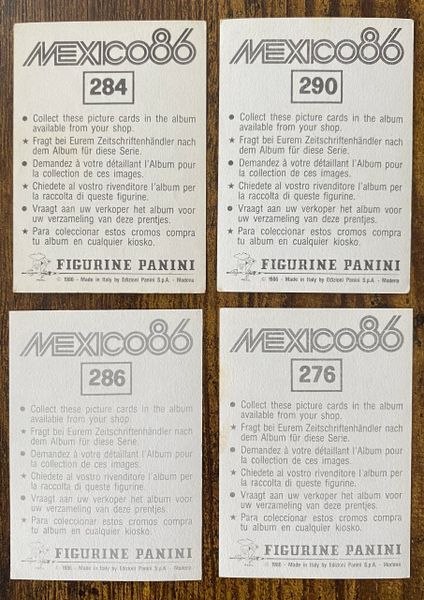 MEXICO86
284
● Collect these picture cards in the album
available from your shop.
★ Fragt bei Eurem Zeitschriftenhändler nach
dem Album für diese Serie.
● Demandez à votre détaillant l'Album pour
la collection de ces images.
★ Chiedete al vostro rivenditore l'album per
la raccolta di queste figurine.
● Vraagt aan uw verkoper het album voor
uw verzameling van deze prentjes.
★ Para coleccionar estos cromos compra
tu album en cualquier kiosko.
FIGURINE PANINI
© 1986 - Made in Italy by Edizioni Panini S.p.A. - Modena
MEXICO86
290
● Collect these picture cards in the album
available from your shop.
★ Fragt bei Eurem Zeitschriftenhändler nach
dem Album für diese Serie.
● Demandez à votre détaillant l'Album pour
la collection de ces images.
★ Chiedete al vostro rivenditore l'album per
la raccolta di queste figurine.
● Vraagt aan uw verkoper het album voor
uw verzameling van deze prentjes.
★ Para coleccionar estos cromos compra
tu album en cualquier kiosko.
FIGURINE PANINI
© 1986 - Made in Italy by Edizioni Panini S.p.A. - Modena
MEXICO86
286
● Collect these picture cards in the album
available from your shop.
★ Fragt bei Eurem Zeitschriftenhändler nach
dem Album für diese Serie.
● Demandez à votre détaillant l'Album pour
la collection de ces images.
★ Chiedete al vostro rivenditore l'album per
la raccolta di queste figurine.
● Vraagt aan uw verkoper het album voor
uw verzameling van deze prentjes.
★ Para coleccionar estos cromos compra
tu album en cualquier kiosko.
FIGURINE PANINI
© 1986 - Made in Italy by Edizioni Panini S.p.A. - Modena
MEXICO86
276
● Collect these picture cards in the album
available from your shop.
★ Fragt bei Eurem Zeitschriftenhändler nach
dem Album für diese Serie.
● Demandez à votre détaillant l'Album pour
la collection de ces images.
★ Chiedete al vostro rivenditore l'album per
la raccolta di queste figurine.
● Vraagt aan uw verkoper het album voor
uw verzameling van deze prentjes.
★ Para coleccionar estos cromos compra
tu album en cualquier kiosko.
FIGURINE PANINI
© 1986 - Made in Italy by Edizioni Panini S.p.A. - Modena